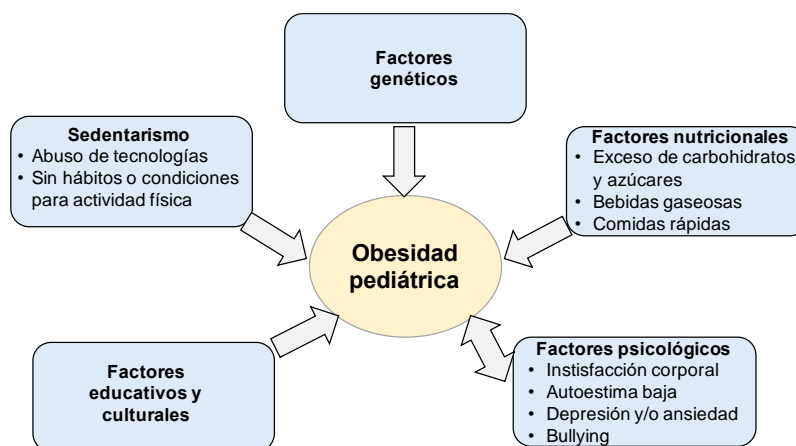 Factores
genéticos
Sedentarismo
• Abuso de tecnologías
• Sin hábitos o condiciones
para actividad física
Factores nutricionales
• Exceso de carbohidratos
y azúcares
• Bebidas gaseosas
• Comidas rápidas
Obesidad
pediátrica
Factores
educativos y
culturales
Factores psicológicos
• Instisfacción corporal
• Autoestima baja
• Depresión y/o ansiedad
• Bullying